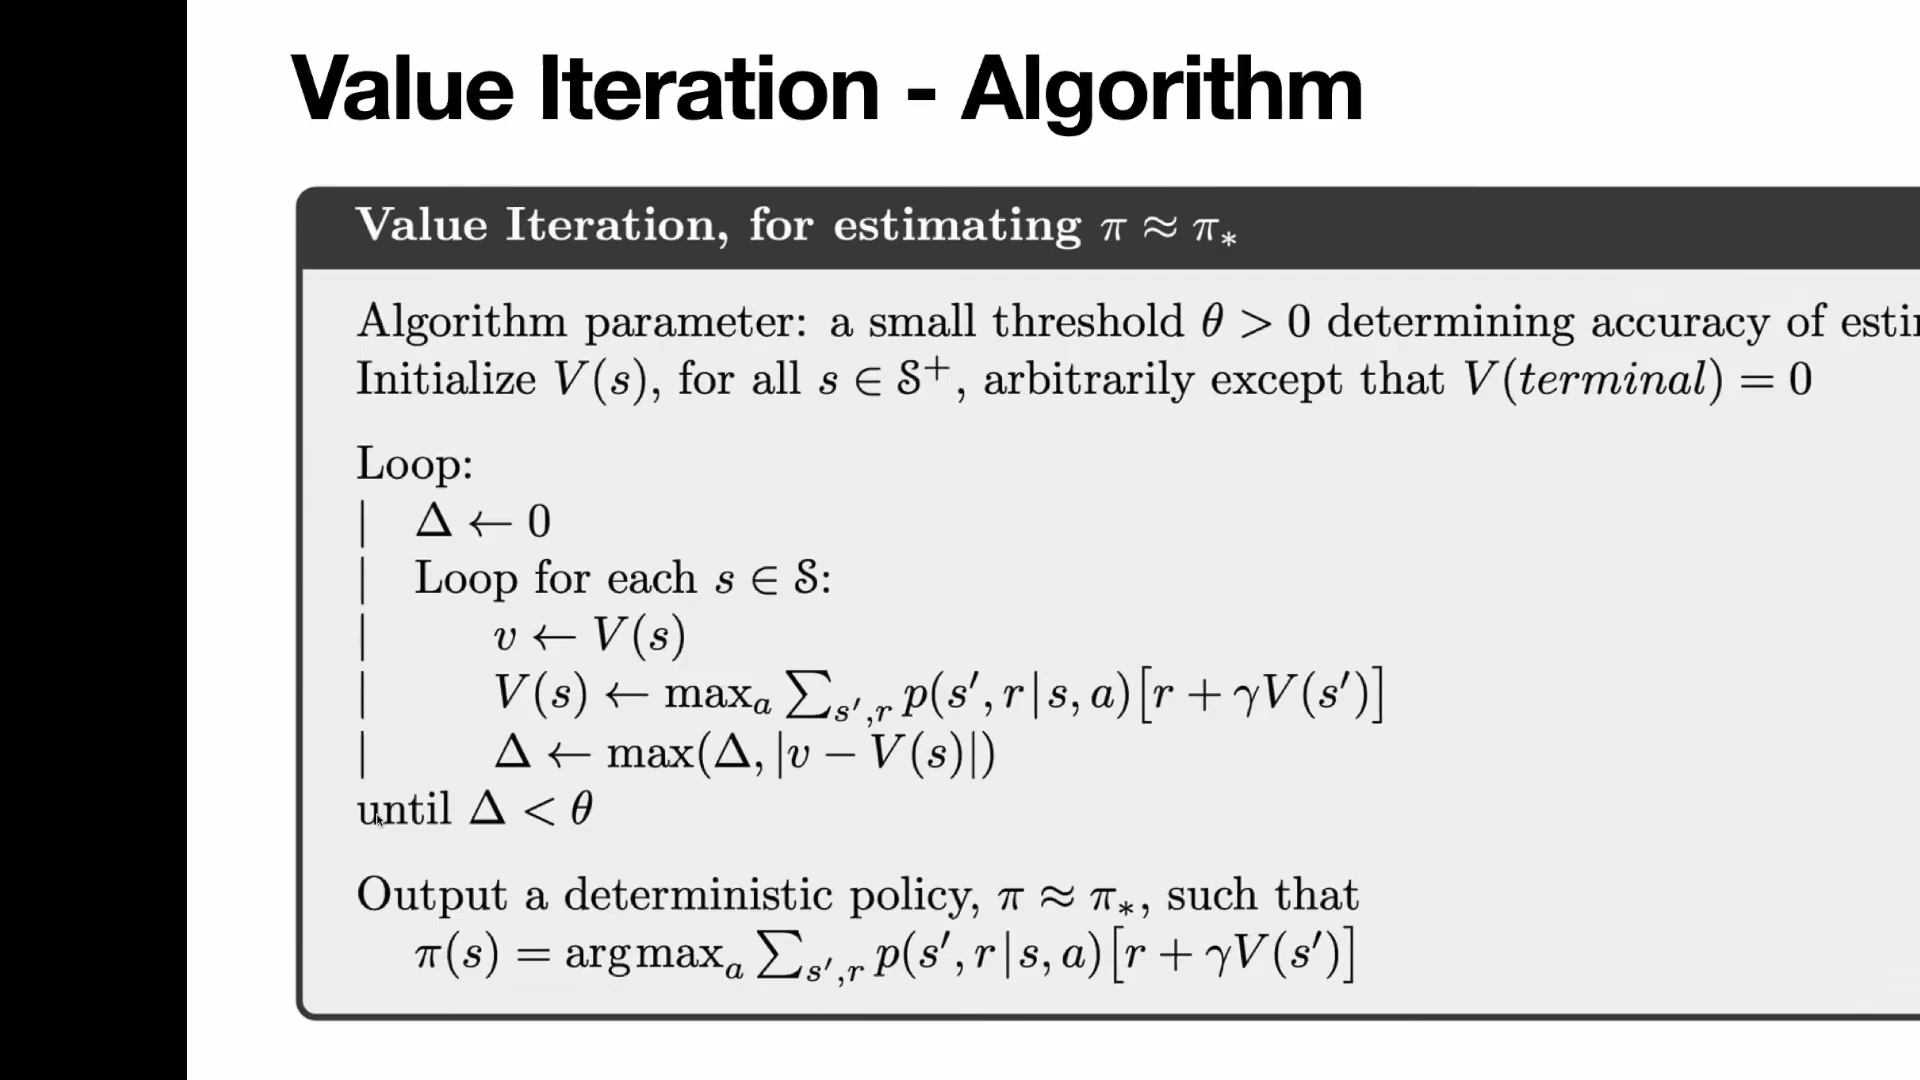 Value Iteration - Algorithm
Value Iteration, for estimating π ≈ π∗
Algorithm parameter: a small threshold θ > 0 determining accuracy of
Initialize V(s), for all s ∈ 𝒮⁺, arbitrarily except that V(terminal) = 0
Loop:
| Δ ← 0
| Loop for each s ∈ 𝒮:
| v ← V(s)
| V(s) ← maxₐ ∑ₛ′,ᵣ p(s′, r|s, a)[r + γV(s′)]
| Δ ← max(Δ, |v − V(s)|)
until Δ < θ
Output a deterministic policy, π ≈ π∗, such that
π(s) = argmaxₐ ∑ₛ′,ᵣ p(s′, r|s, a)[r + γV(s′)]